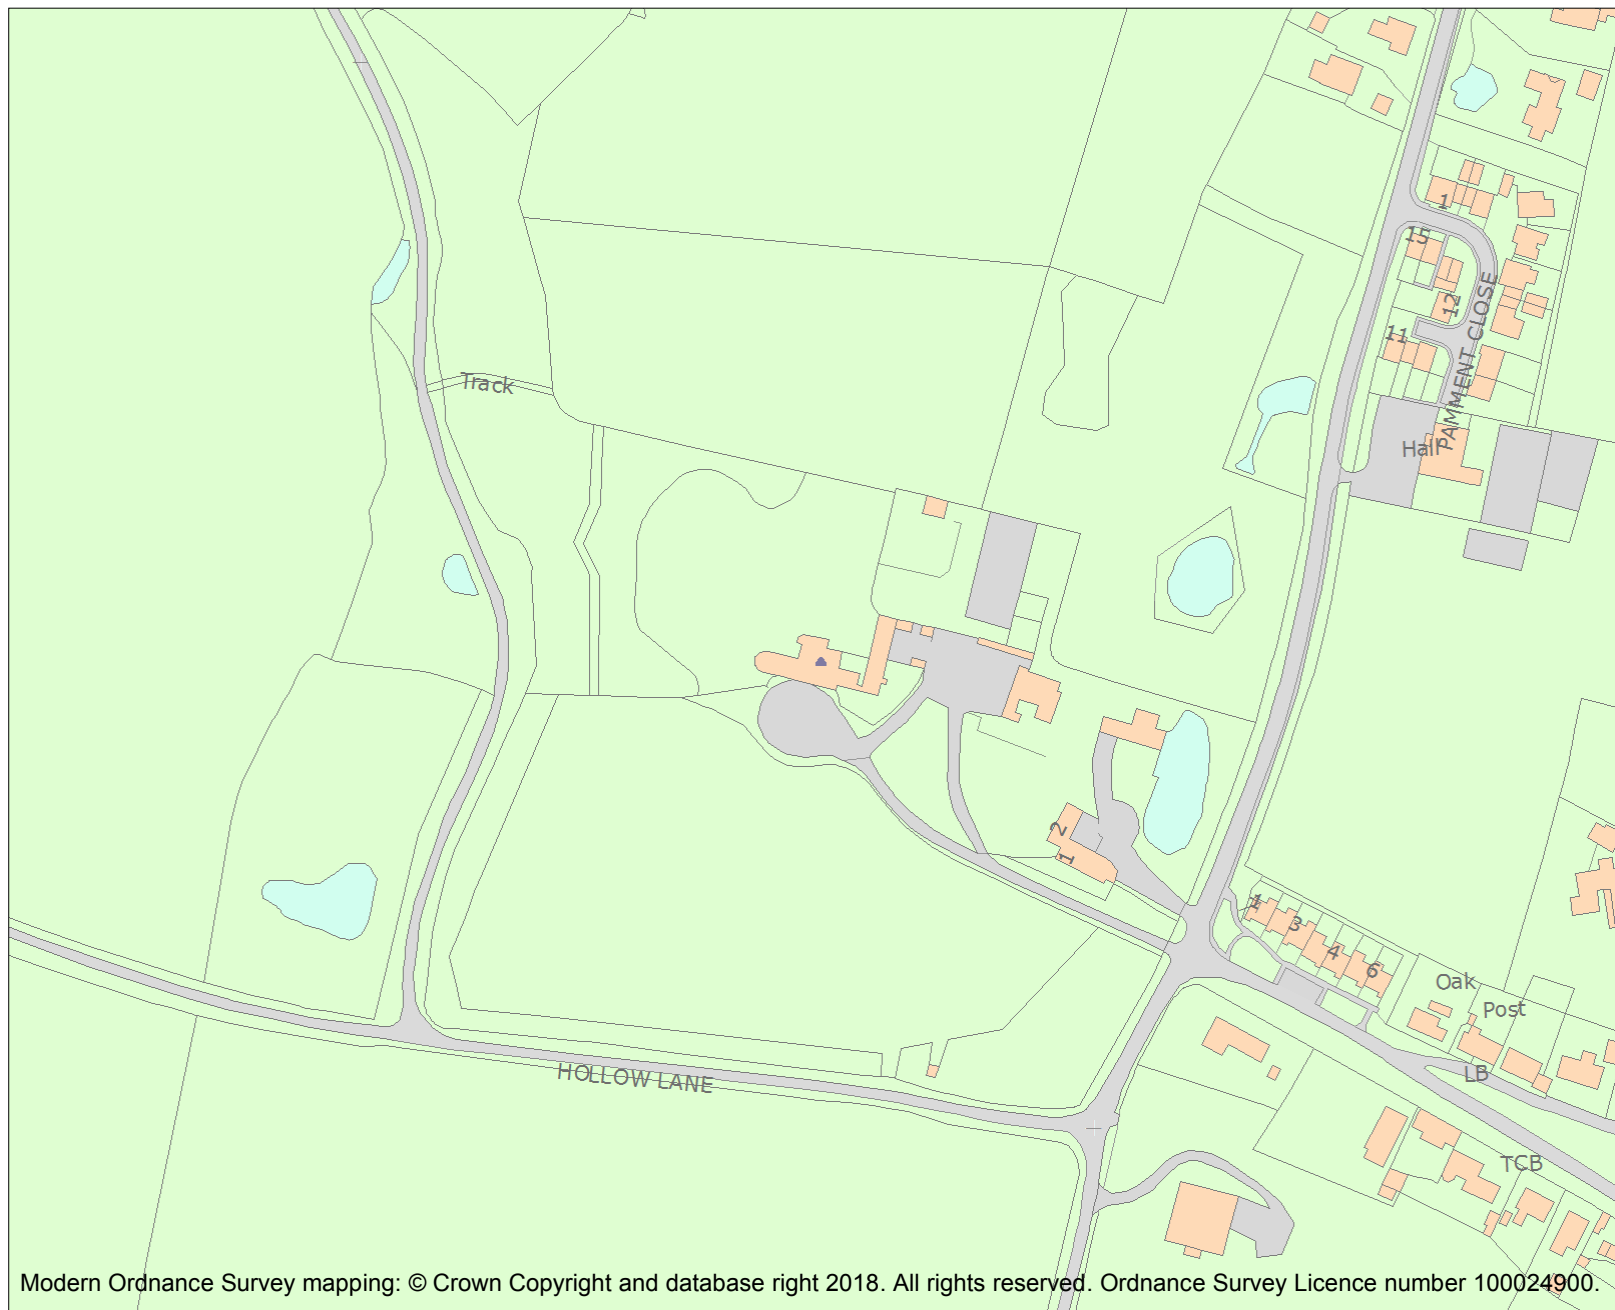 1
15
12
11
PAMMENT CLOSE
Track
Hall
2
1
1
3
4
6
Oak
Post
HOLLOW LANE
LB
TCB
Modern Ordnance Survey mapping: © Crown Copyright and database right 2018. All rights reserved. Ordnance Survey Licence number 100024900.